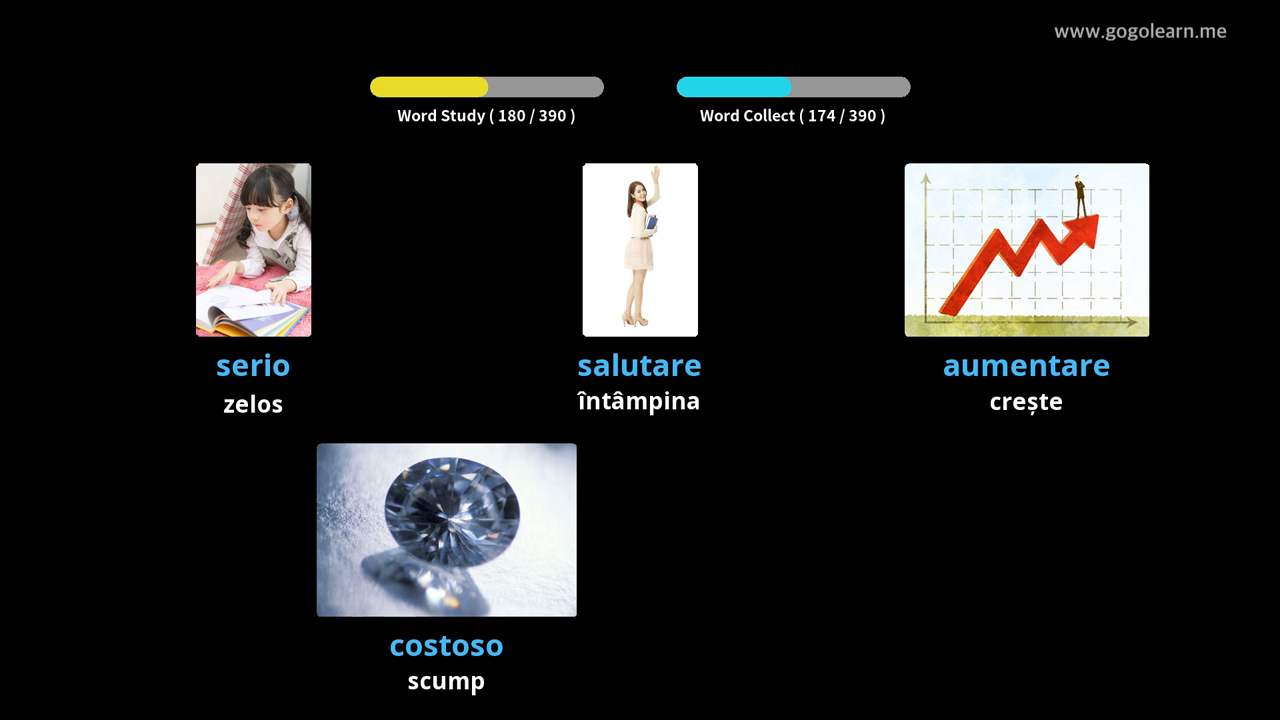 www.gogolearn.me
Word Study ( 180 / 390 )
Word Collect ( 174 / 390 )
serio
zelos
salutare
întâmpina
aumentare
crește
costoso
scump